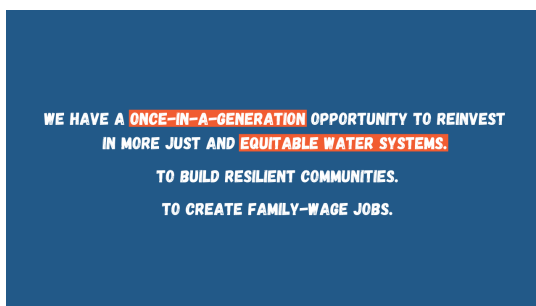 WE HAVE A ONCE-IN-A-GENERATION OPPORTUNITY TO REINVEST
IN MORE JUST AND EQUITABLE WATER SYSTEMS.
TO BUILD RESILIENT COMMUNITIES.
TO CREATE FAMILY-WAGE JOBS.